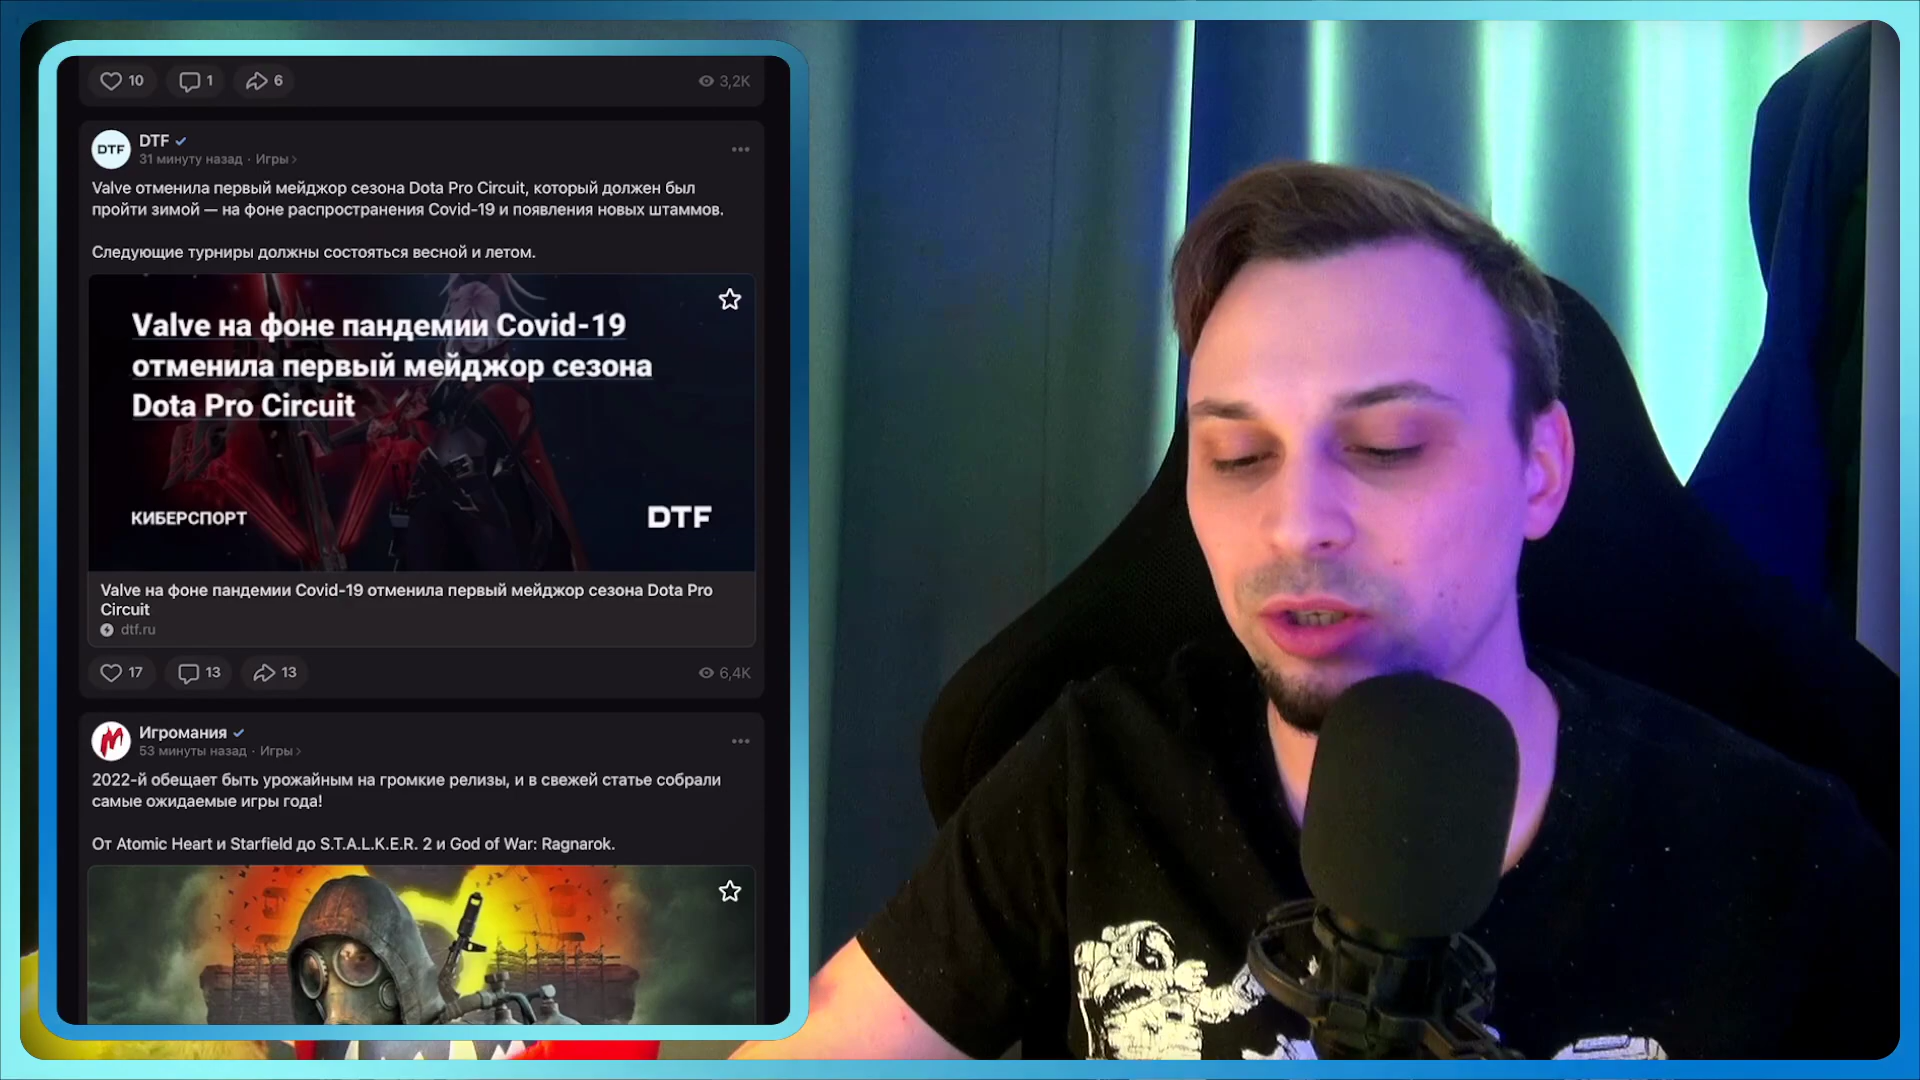 10 1 6 3,2K
DTF
DTF
31 минуту назад · Игры
Valve отменила первый мейджор сезона Dota Pro Circuit, который должен был
пройти зимой — на фоне распространения Covid-19 и появления новых штаммов.
Следующие турниры должны состояться весной и летом.
Valve на фоне пандемии Covid-19
отменила первый мейджор сезона
Dota Pro Circuit
КИБЕРСПОРТ
DTF
Valve на фоне пандемии Covid-19 отменила первый мейджор сезона Dota Pro
Circuit
dtf.ru
17 13 13 6,4K
Игромания
53 минуты назад · Игры
2022-й обещает быть урожайным на громкие релизы, и в свежей статье собрали
самые ожидаемые игры года!
От Atomic Heart и Starfield до S.T.A.L.K.E.R. 2 и God of War: Ragnarok.